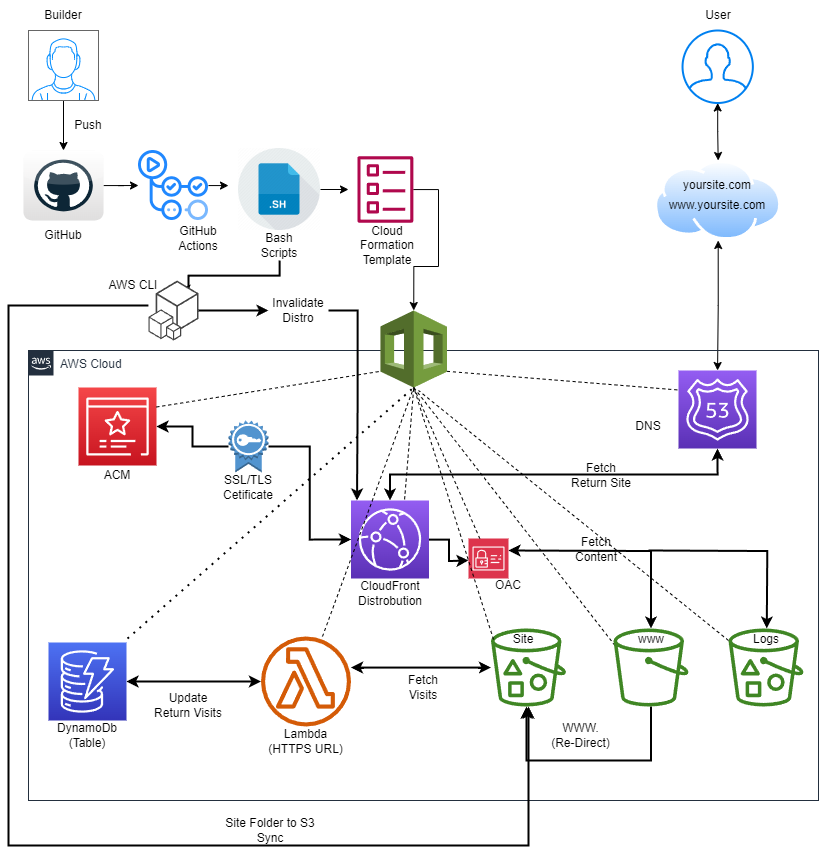 Builder
User
Push
yoursite.com
www.yoursite.com
.SH
GitHub
GitHub
Actions
Bash
Scripts
Cloud
Formation
Template
AWS CLI
Invalidate
Distro
aws
AWS Cloud
53
DNS
ACM
SSL/TLS
Cetificate
Fetch
Return Site
CloudFront
Distrobution
OAC
Fetch
Content
Site
www
Logs
DynamoDb
(Table)
Update
Return Visits
Lambda
(HTTPS URL)
Fetch
Visits
WWW.
(Re-Direct)
Site Folder to S3
Sync